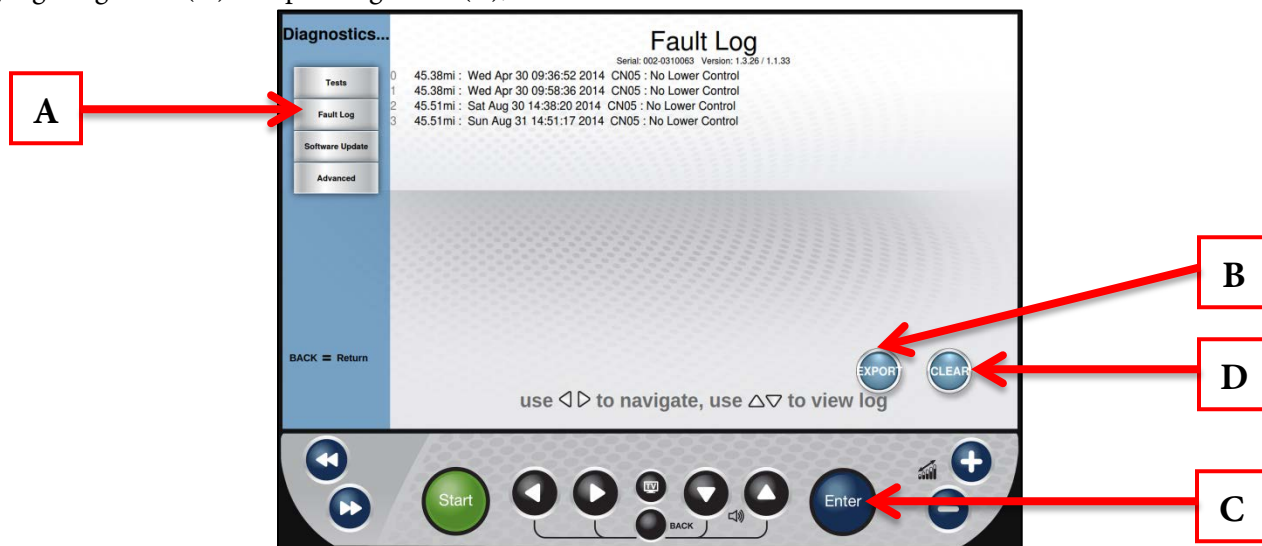 Diagnostics...
Fault Log
Serial: 002-0310063 Version: 1.3.26 / 1.1.33
Tests
Fault Log
Software Update
Advanced
0 45.38mi : Wed Apr 30 09:36:52 2014 CN05 : No Lower Control
1 45.38mi : Wed Apr 30 09:58:36 2014 CN05 : No Lower Control
2 45.51mi : Sat Aug 30 14:38:20 2014 CN05 : No Lower Control
3 45.51mi : Sun Aug 31 14:51:17 2014 CN05 : No Lower Control
A
B
BACK = Return
EXPORT
CLEAR
D
use ◁ ▷ to navigate, use △▽ to view log
Start
TV
BACK
Enter
C